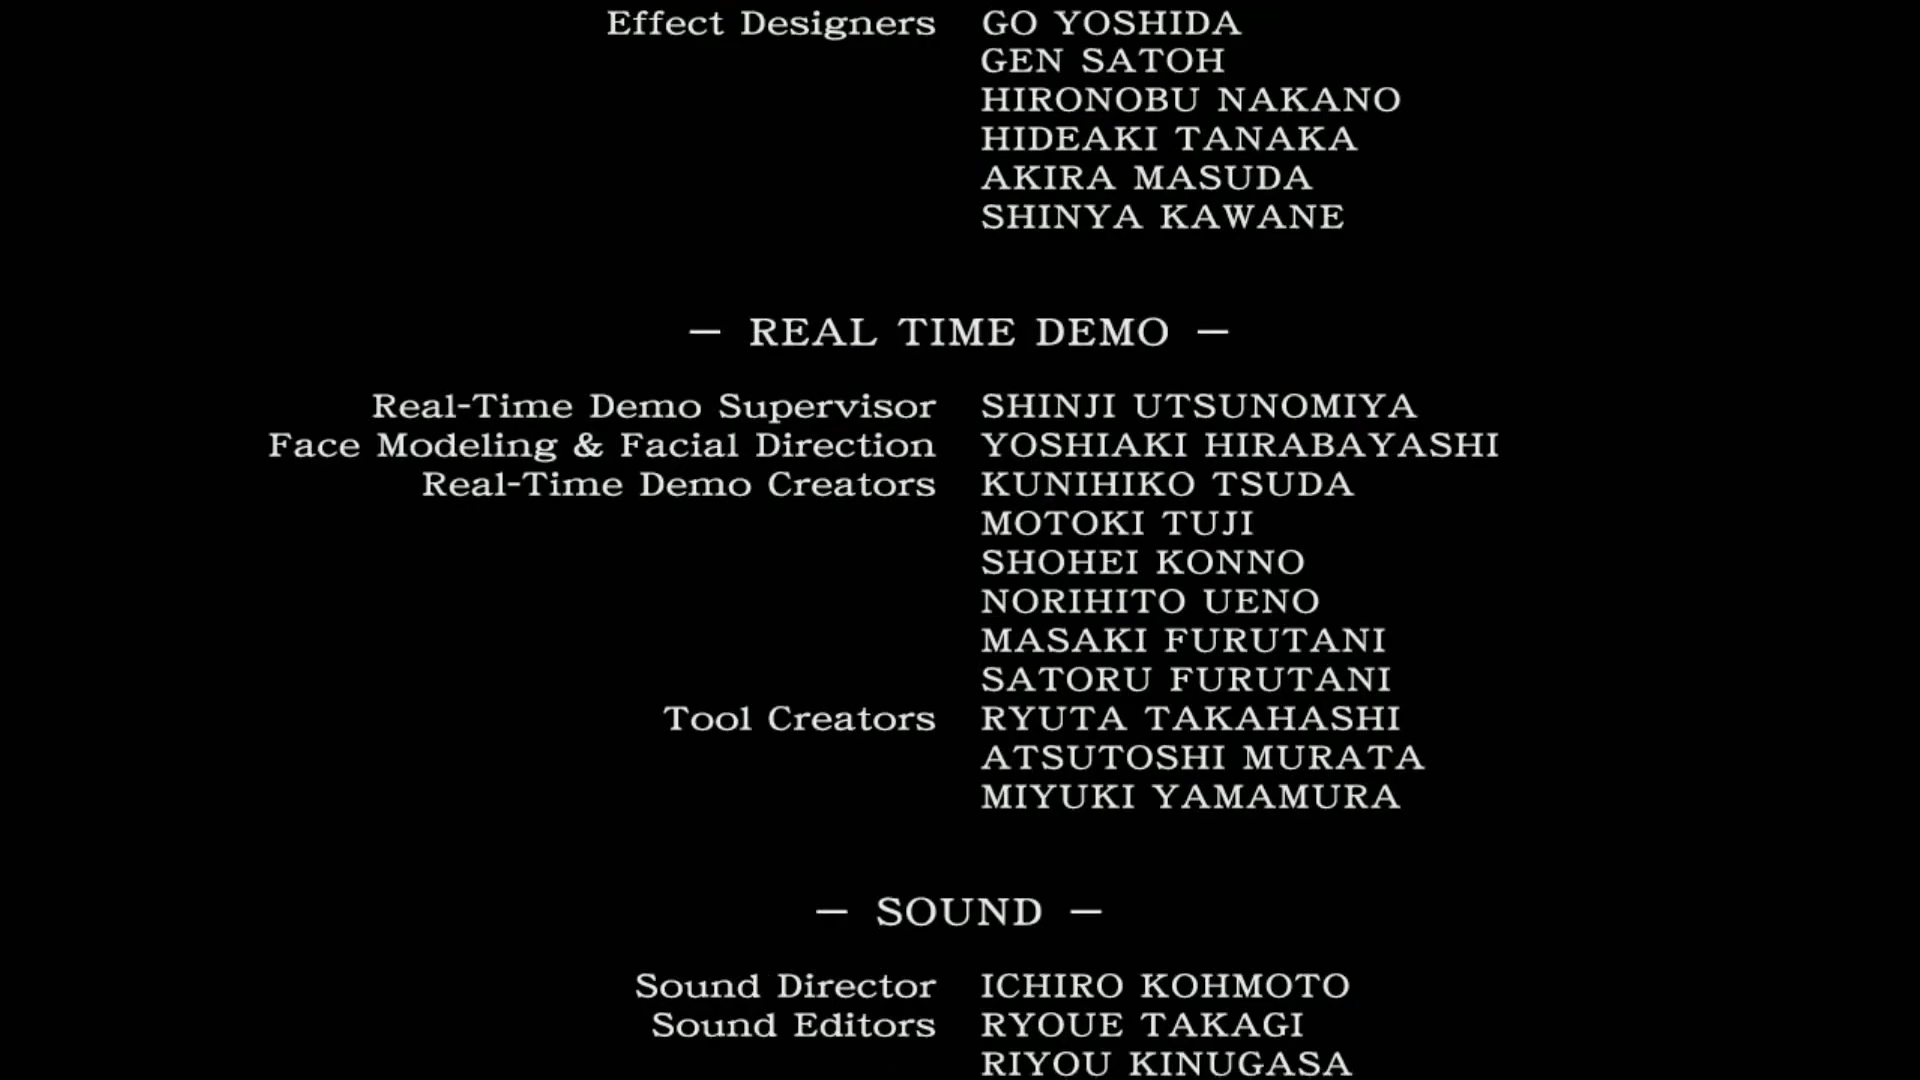 Effect Designers GO YOSHIDA
GEN SATOH
HIRONOBU NAKANO
HIDEAKI TANAKA
AKIRA MASUDA
SHINYA KAWANE
— REAL TIME DEMO —
Real-Time Demo Supervisor SHINJI UTSUNOMIYA
Face Modeling & Facial Direction YOSHIAKI HIRABAYASHI
Real-Time Demo Creators KUNIHIKO TSUDA
MOTOKI TUJI
SHOHEI KONNO
NORIHITO UENO
MASAKI FURUTANI
SATORU FURUTANI
Tool Creators RYUTA TAKAHASHI
ATSUTOSHI MURATA
MIYUKI YAMAMURA
— SOUND —
Sound Director ICHIRO KOHMOTO
Sound Editors RYOUE TAKAGI
RIYOU KINUGASA